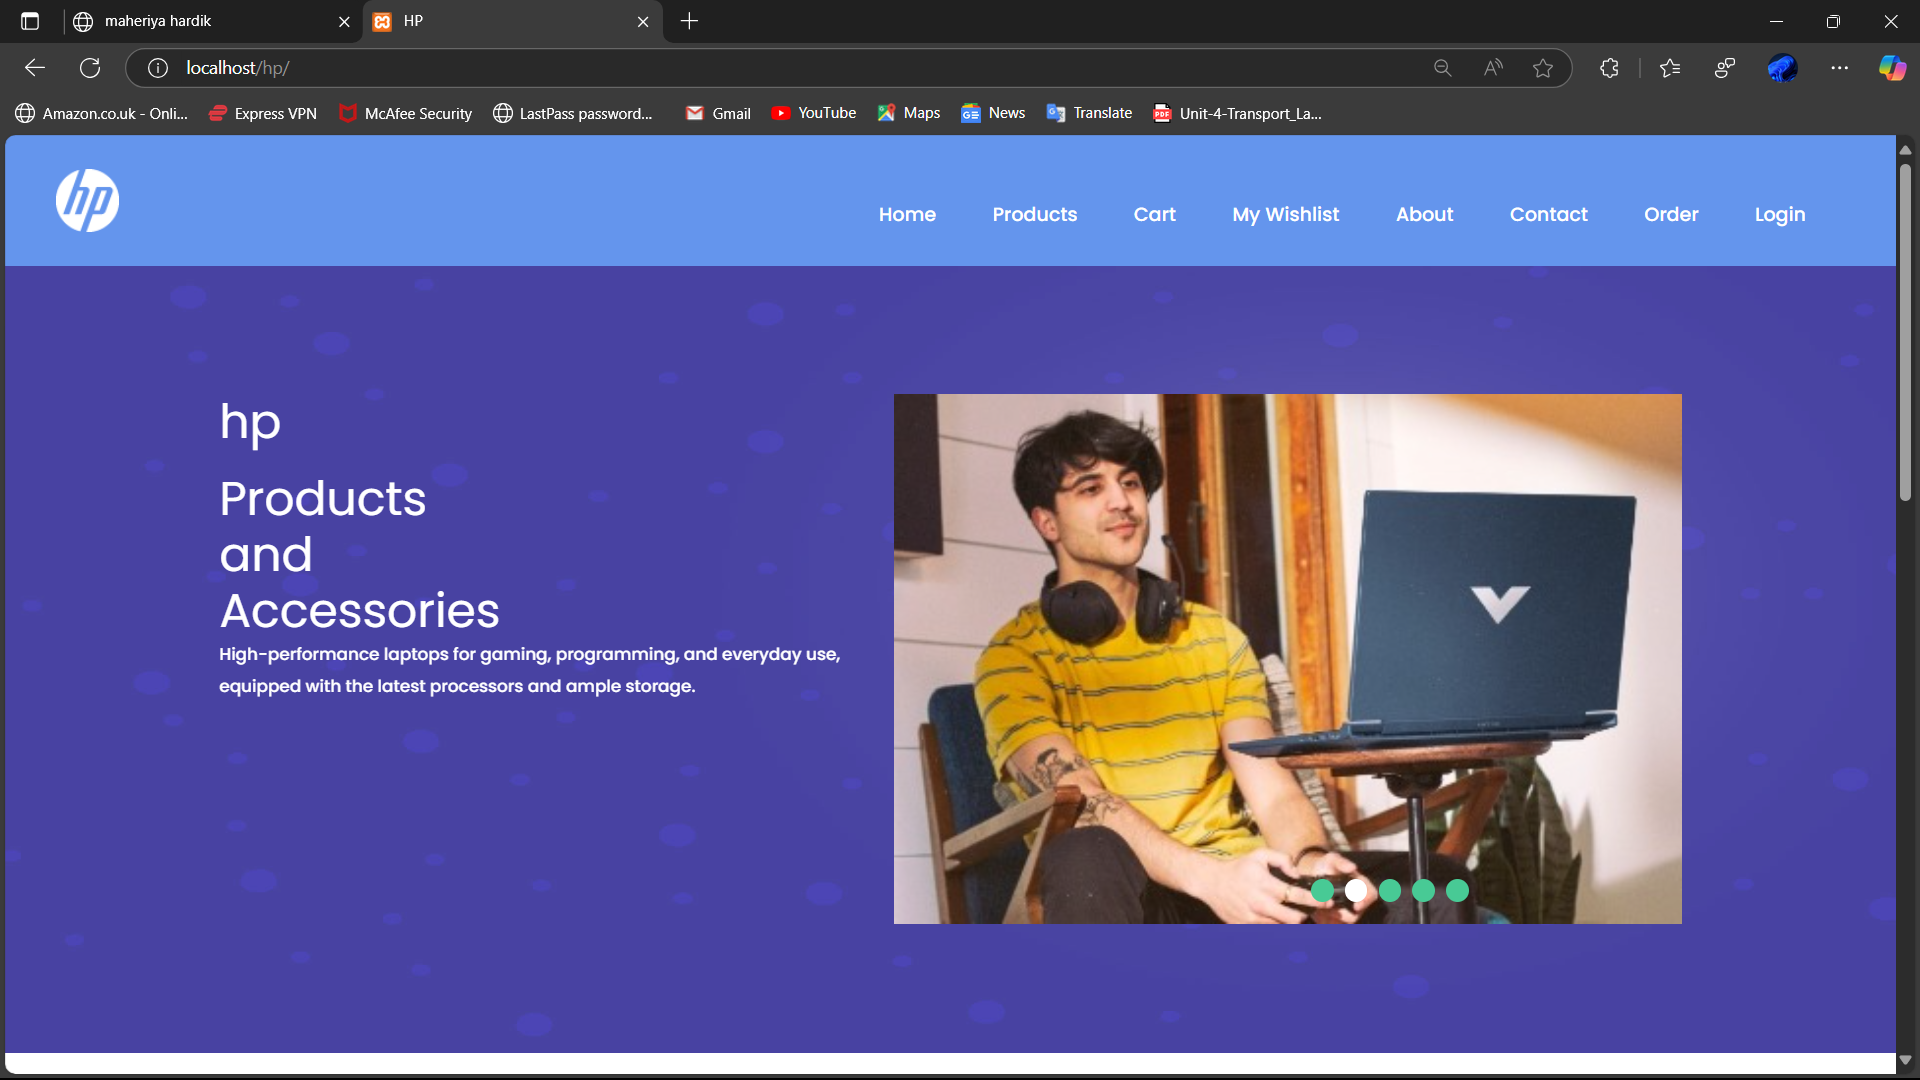 maheriya hardik
HP
localhost/hp/
Amazon.co.uk - Onli...
Express VPN
McAfee Security
LastPass password...
Gmail
YouTube
Maps
News
Translate
PDF
Unit-4-Transport_La...
hp
Home
Products
Cart
My Wishlist
About
Contact
Order
Login
hp
Products
and
Accessories
High-performance laptops for gaming, programming, and everyday use,
equipped with the latest processors and ample storage.